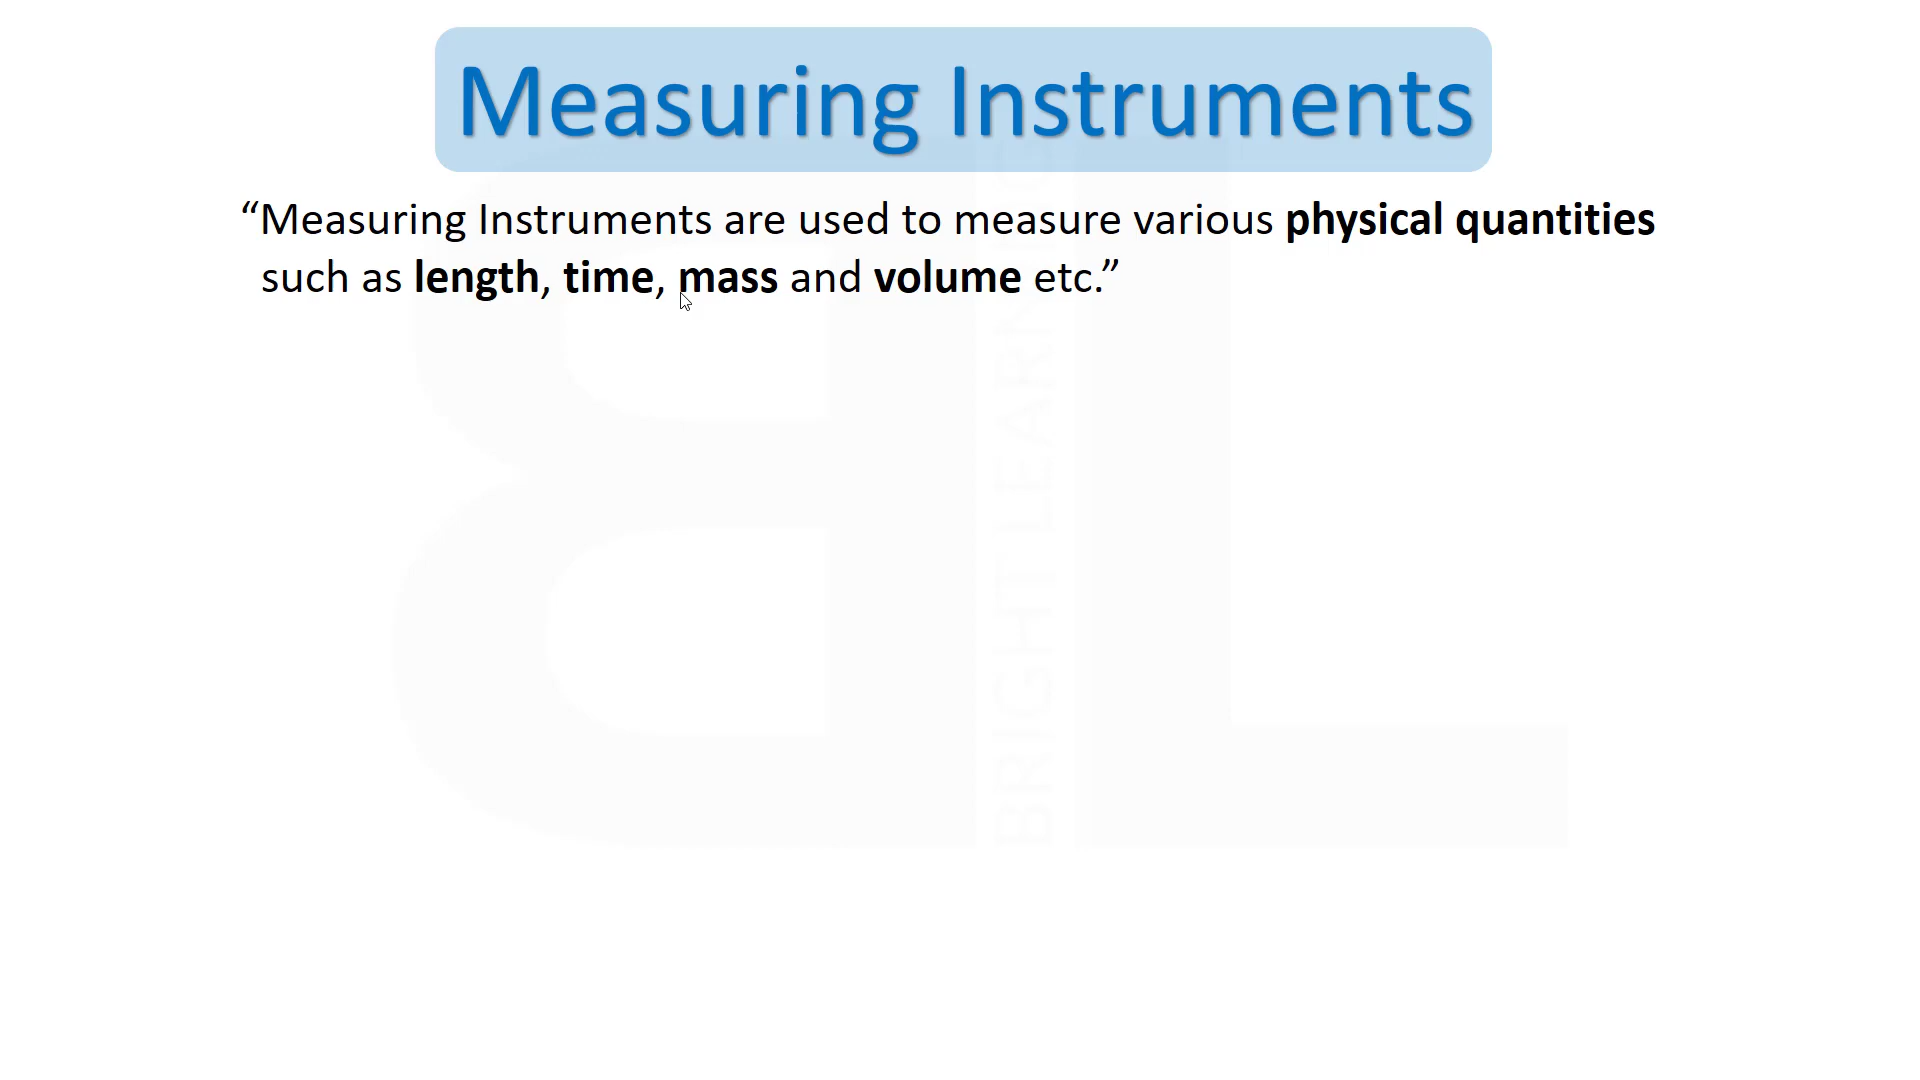 Measuring Instruments
“Measuring Instruments are used to measure various physical quantities
such as length, time, mass and volume etc.”
BRIGHT LEARNING